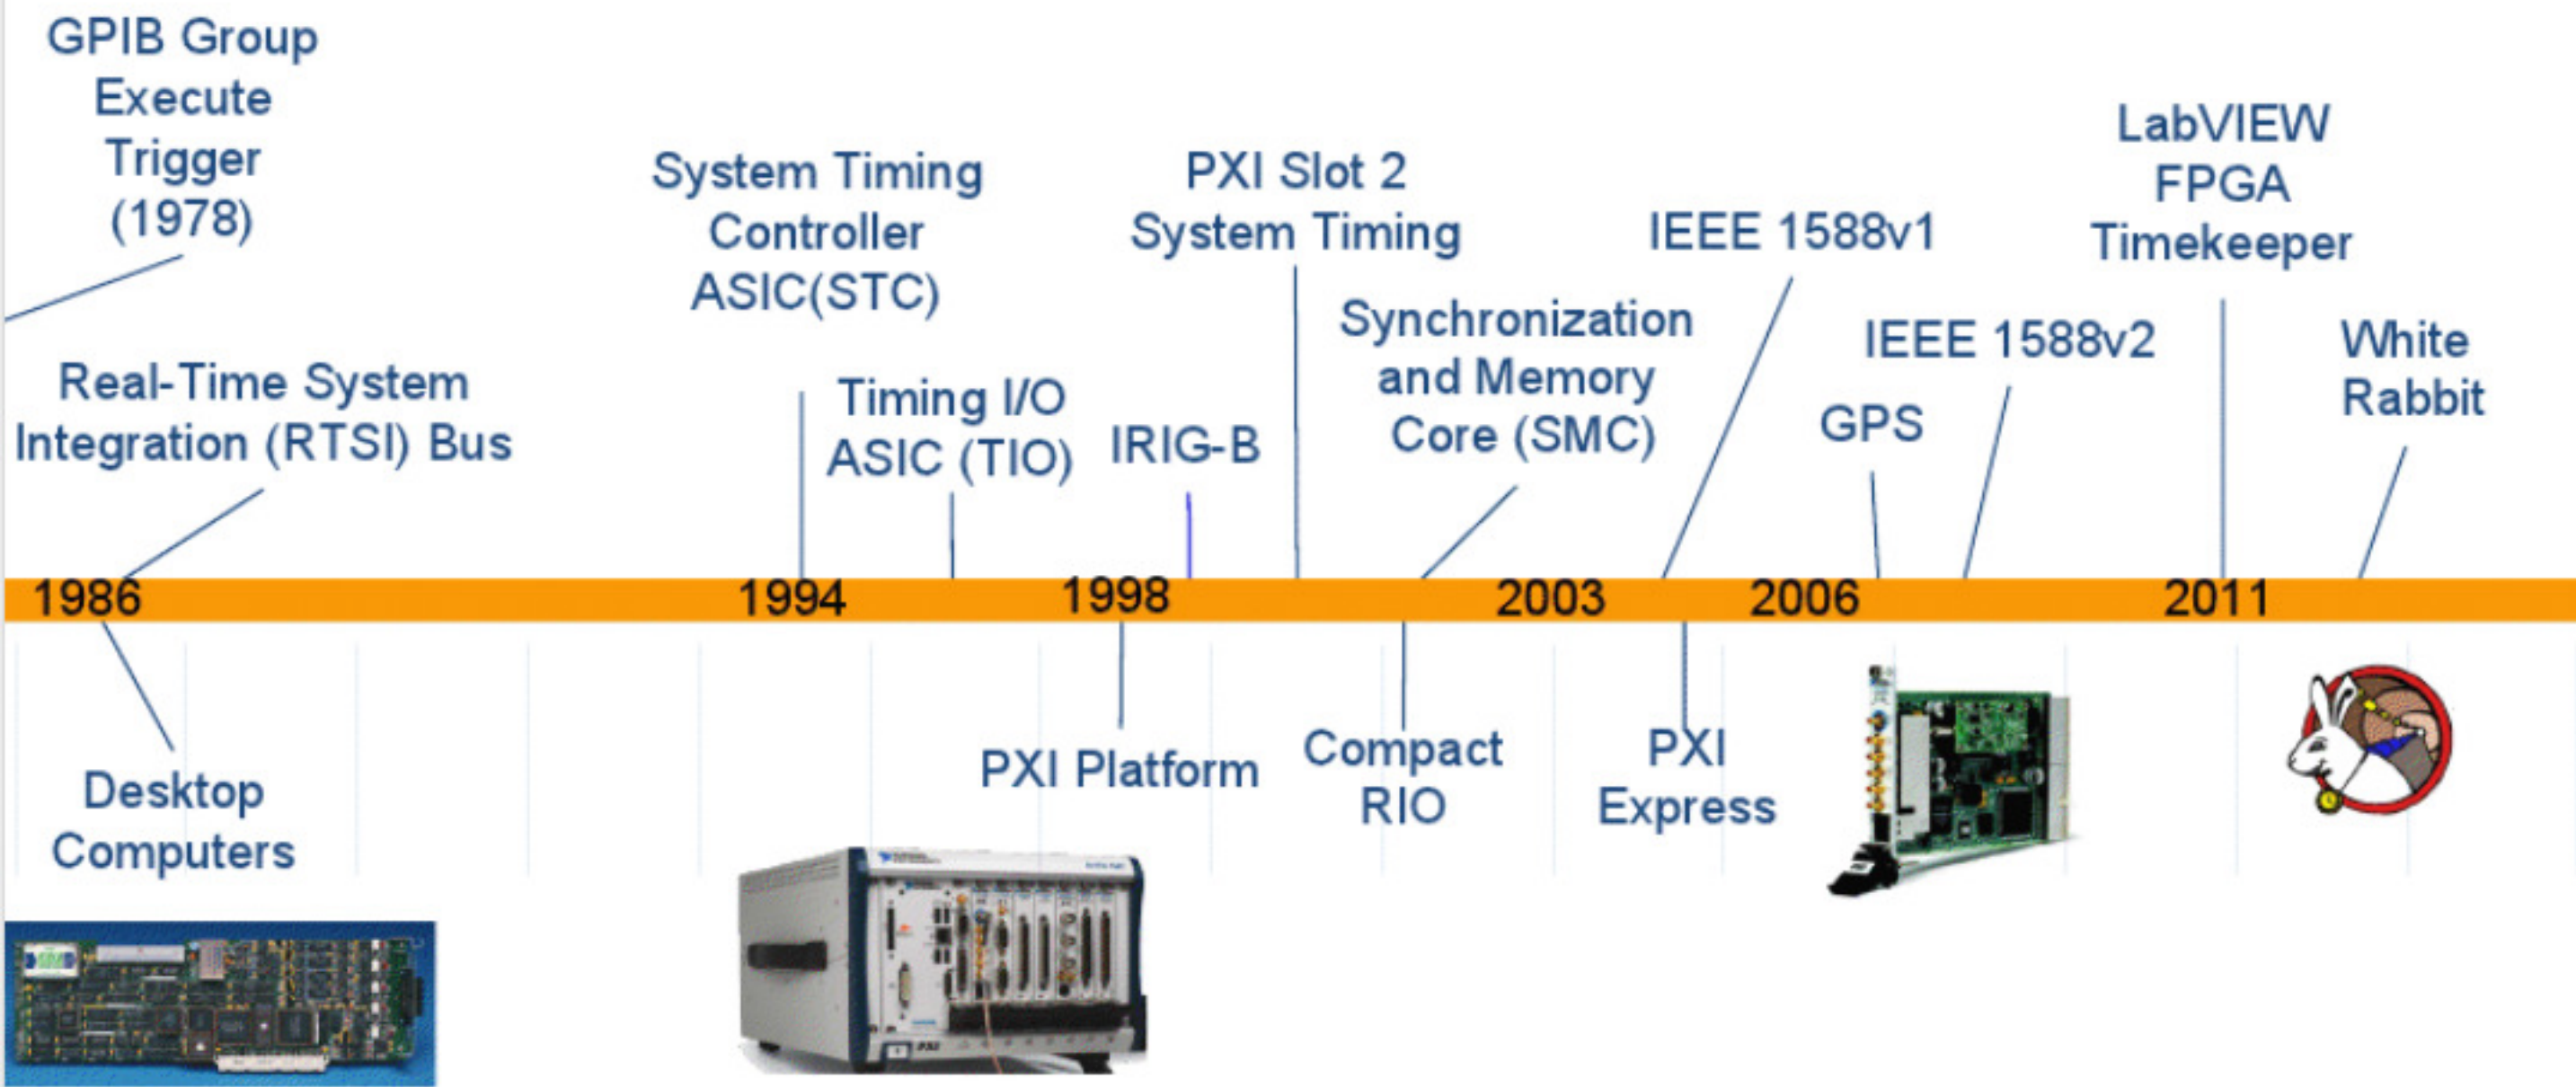 GPIB Group
Execute
Trigger
(1978)
Real-Time System
Integration (RTSI) Bus
System Timing
Controller
ASIC(STC)
Timing I/O
ASIC (TIO)
IRIG-B
PXI Slot 2
System Timing
Synchronization
and Memory
Core (SMC)
IEEE 1588v1
GPS
IEEE 1588v2
LabVIEW
FPGA
Timekeeper
White
Rabbit
1986
1994
1998
2003
2006
2011
Desktop
Computers
PXI Platform
Compact
RIO
PXI
Express
PXI